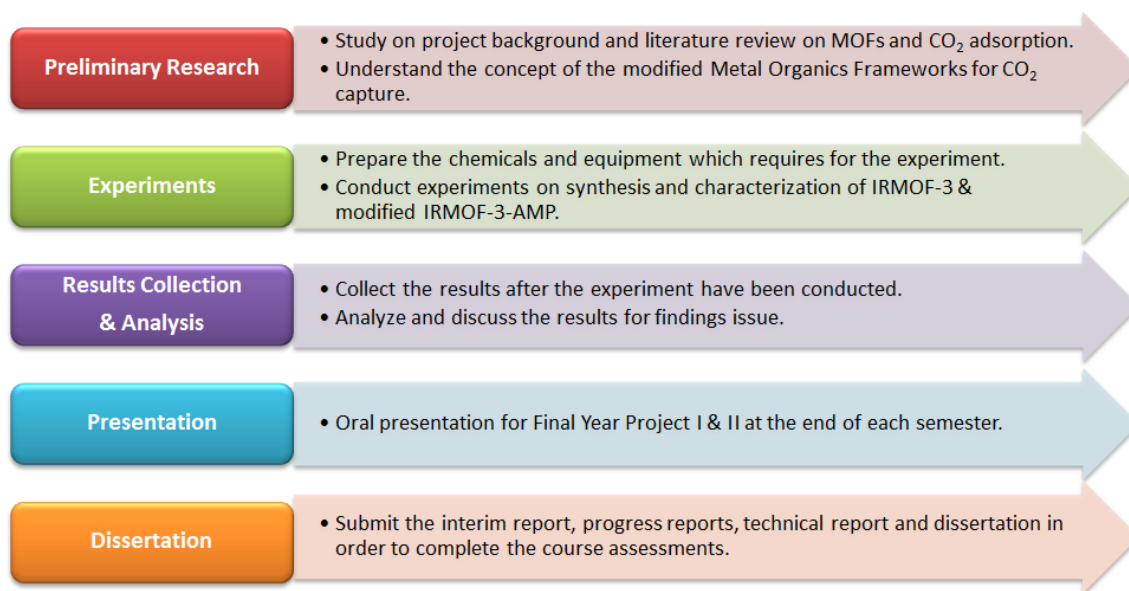 Preliminary Research
• Study on project background and literature review on MOFs and CO₂ adsorption.
• Understand the concept of the modified Metal Organics Frameworks for CO₂
capture.
Experiments
• Prepare the chemicals and equipment which requires for the experiment.
• Conduct experiments on synthesis and characterization of IRMOF-3 &
modified IRMOF-3-AMP.
Results Collection
& Analysis
• Collect the results after the experiment have been conducted.
• Analyze and discuss the results for findings issue.
Presentation
• Oral presentation for Final Year Project I & II at the end of each semester.
Dissertation
• Submit the interim report, progress reports, technical report and dissertation in
order to complete the course assessments.